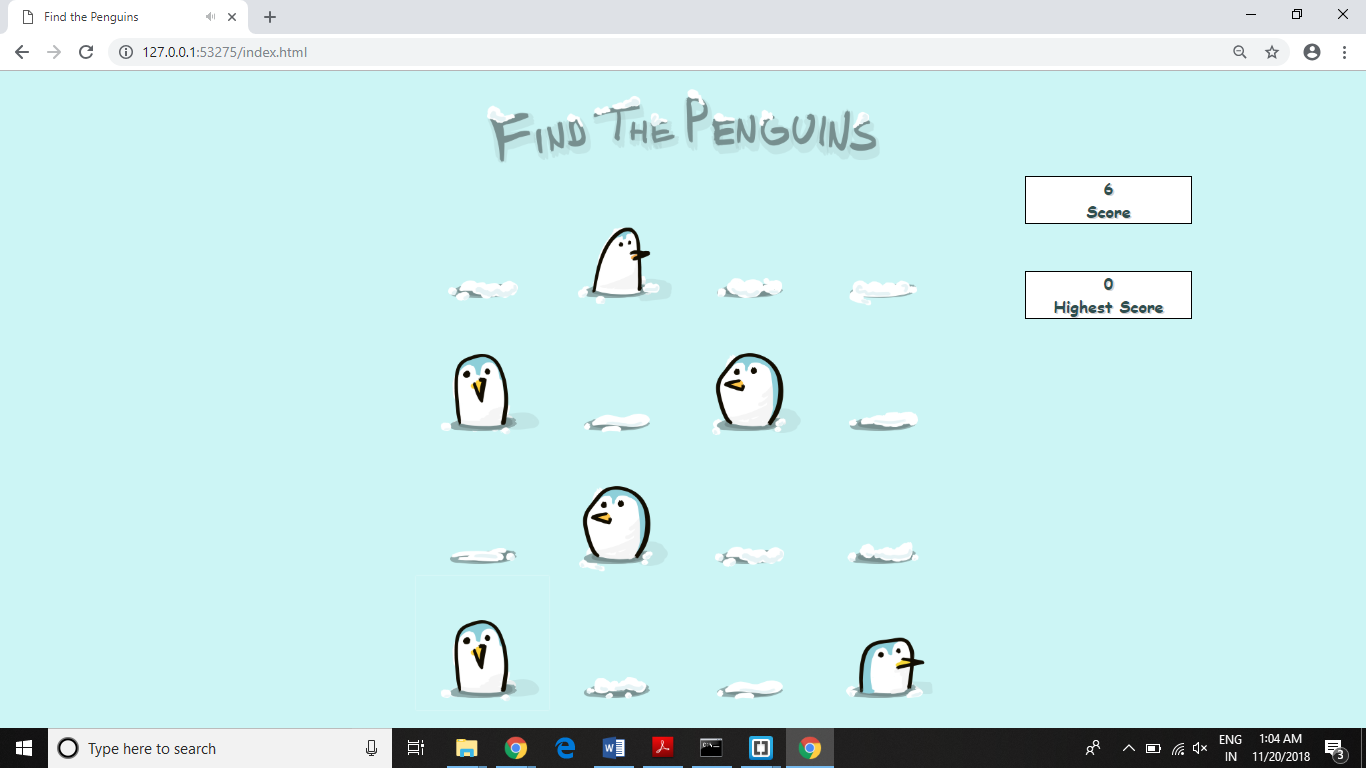 Find the Penguins
127.0.0.1:53275/index.html
FIND THE PENGUINS
6
Score
0
Highest Score
Type here to search
ENG
IN
1:04 AM
11/20/2018
3